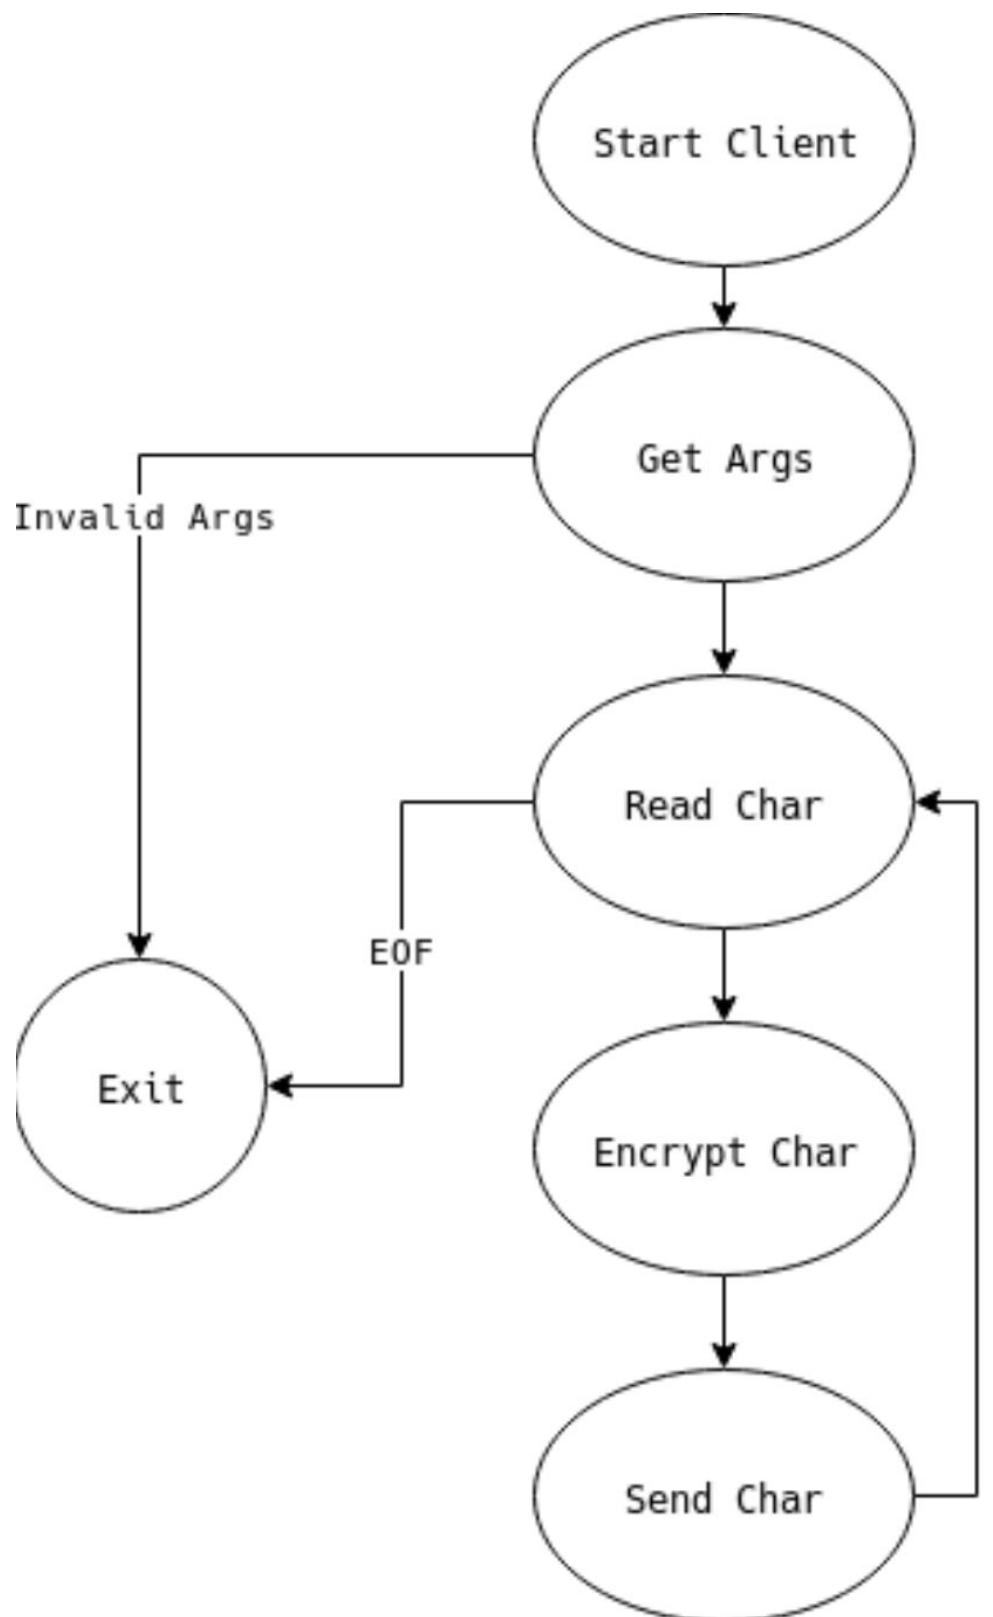 Start Client
Get Args
Invalid Args
Read Char
EOF
Exit
Encrypt Char
Send Char